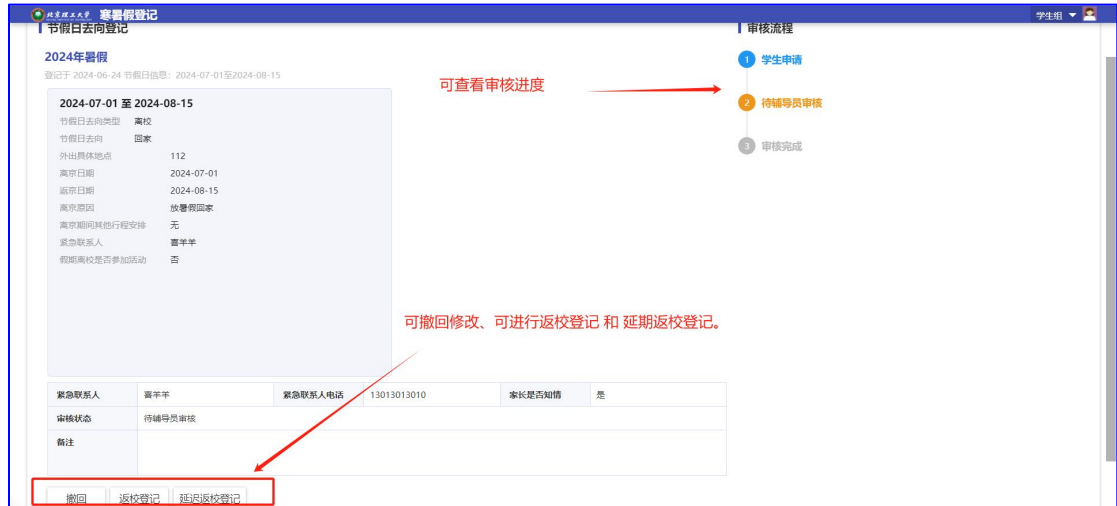 北京理工大学 寒暑假登记
学生组
节假日去向登记
审核流程
2024年暑假
登记于 2024-06-24 节假日信息：2024-07-01至2024-08-15
1 学生申请
可查看审核进度
2 待辅导员审核
3 审核完成
2024-07-01 至 2024-08-15
节假日去向类型 离校
节假日去向 回家
外出具体地点 112
离京日期 2024-07-01
返京日期 2024-08-15
离京原因 放暑假回家
离京期间其他行程安排 无
紧急联系人 喜羊羊
假期离校是否参加活动 否
可撤回修改、可进行返校登记 和 延期返校登记。
紧急联系人 喜羊羊 紧急联系人电话 13013013010 家长是否知情 是
审核状态 待辅导员审核
备注
撤回 返校登记 延迟返校登记